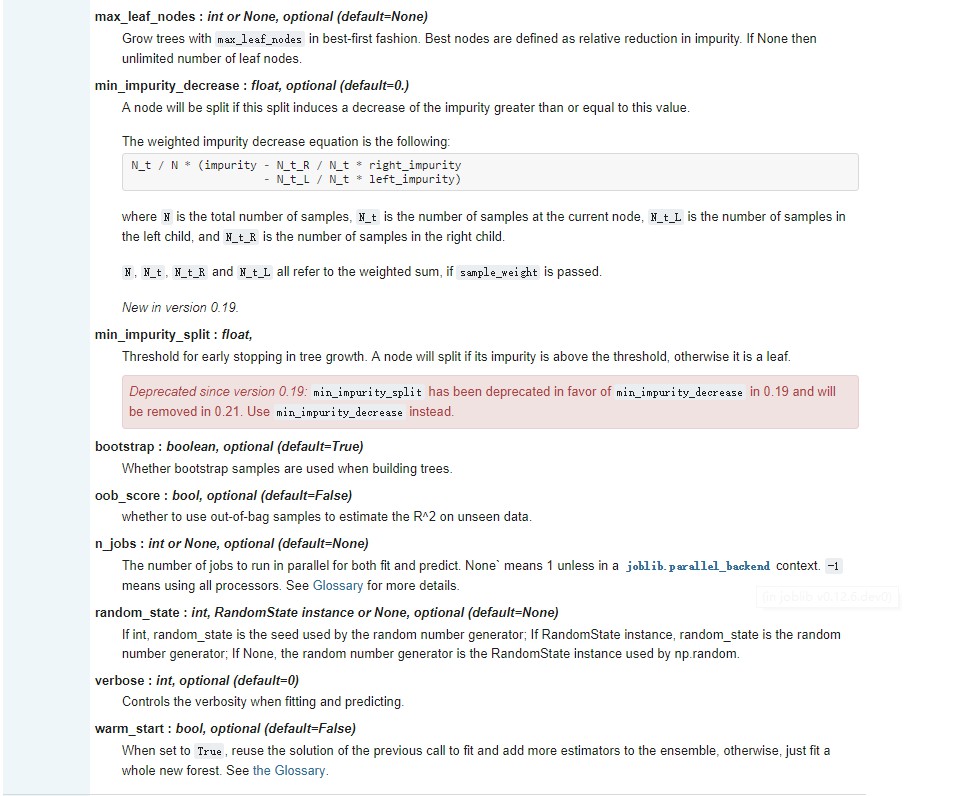 max_leaf_nodes : int or None, optional (default=None)
Grow trees with max_leaf_nodes in best-first fashion. Best nodes are defined as relative reduction in impurity. If None then
unlimited number of leaf nodes.
min_impurity_decrease : float, optional (default=0.)
A node will be split if this split induces a decrease of the impurity greater than or equal to this value.
The weighted impurity decrease equation is the following:
N_t / N * (impurity - N_t_R / N_t * right_impurity
- N_t_L / N_t * left_impurity)
where N is the total number of samples, N_t is the number of samples at the current node, N_t_L is the number of samples in
the left child, and N_t_R is the number of samples in the right child.
N, N_t, N_t_R and N_t_L all refer to the weighted sum, if sample_weight is passed.
New in version 0.19.
min_impurity_split : float,
Threshold for early stopping in tree growth. A node will split if its impurity is above the threshold, otherwise it is a leaf.
Deprecated since version 0.19: min_impurity_split has been deprecated in favor of min_impurity_decrease in 0.19 and will
be removed in 0.21. Use min_impurity_decrease instead.
bootstrap : boolean, optional (default=True)
Whether bootstrap samples are used when building trees.
oob_score : bool, optional (default=False)
whether to use out-of-bag samples to estimate the R^2 on unseen data.
n_jobs : int or None, optional (default=None)
The number of jobs to run in parallel for both fit and predict. None` means 1 unless in a joblib.parallel_backend context. -1
means using all processors. See Glossary for more details.
(in joblib v0.12.6.dev0)
random_state : int, RandomState instance or None, optional (default=None)
If int, random_state is the seed used by the random number generator; If RandomState instance, random_state is the random
number generator; If None, the random number generator is the RandomState instance used by np.random.
verbose : int, optional (default=0)
Controls the verbosity when fitting and predicting.
warm_start : bool, optional (default=False)
When set to True, reuse the solution of the previous call to fit and add more estimators to the ensemble, otherwise, just fit a
whole new forest. See the Glossary.